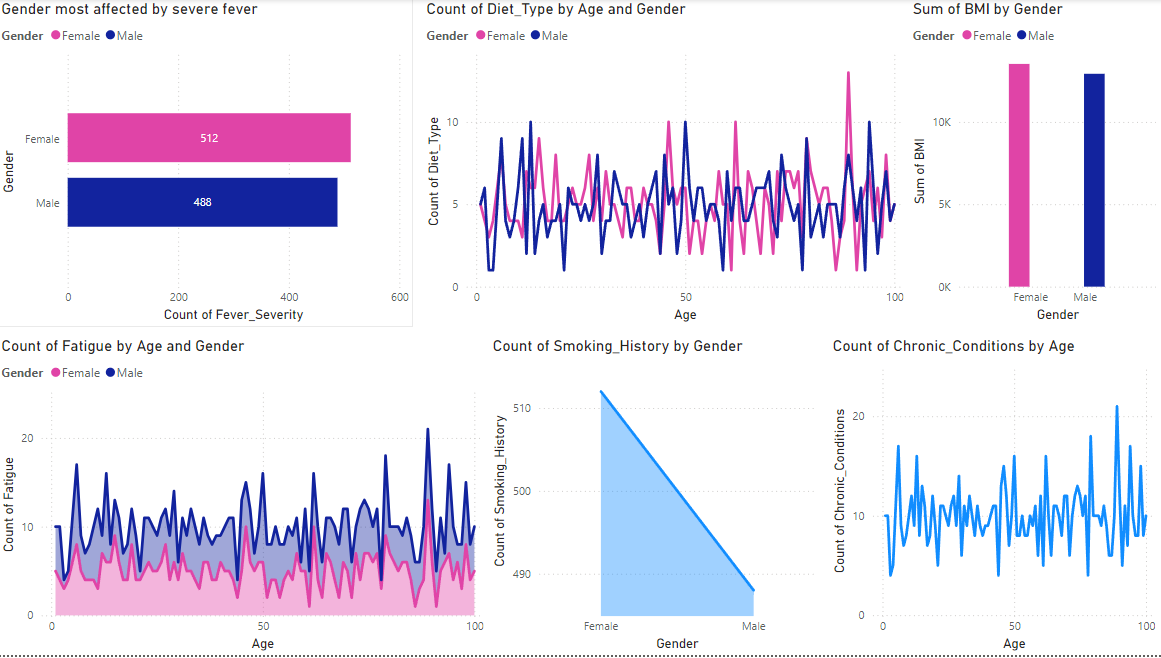 Gender most affected by severe fever
Gender Female Male
Gender
Female
Male
512
488
0 200 400 600
Count of Fever_Severity
Count of Diet_Type by Age and Gender
Gender Female Male
Count of Diet_Type
10
5
0
0 50 100
Age
Sum of BMI by Gender
Gender Female Male
Sum of BMI
10K
5K
0K
Female Male
Gender
Count of Fatigue by Age and Gender
Gender Female Male
Count of Fatigue
20
10
0
0 50 100
Age
Count of Smoking_History by Gender
Count of Smoking_History
510
500
490
Female Male
Gender
Count of Chronic_Conditions by Age
Count of Chronic_Conditions
20
10
0
0 50 100
Age